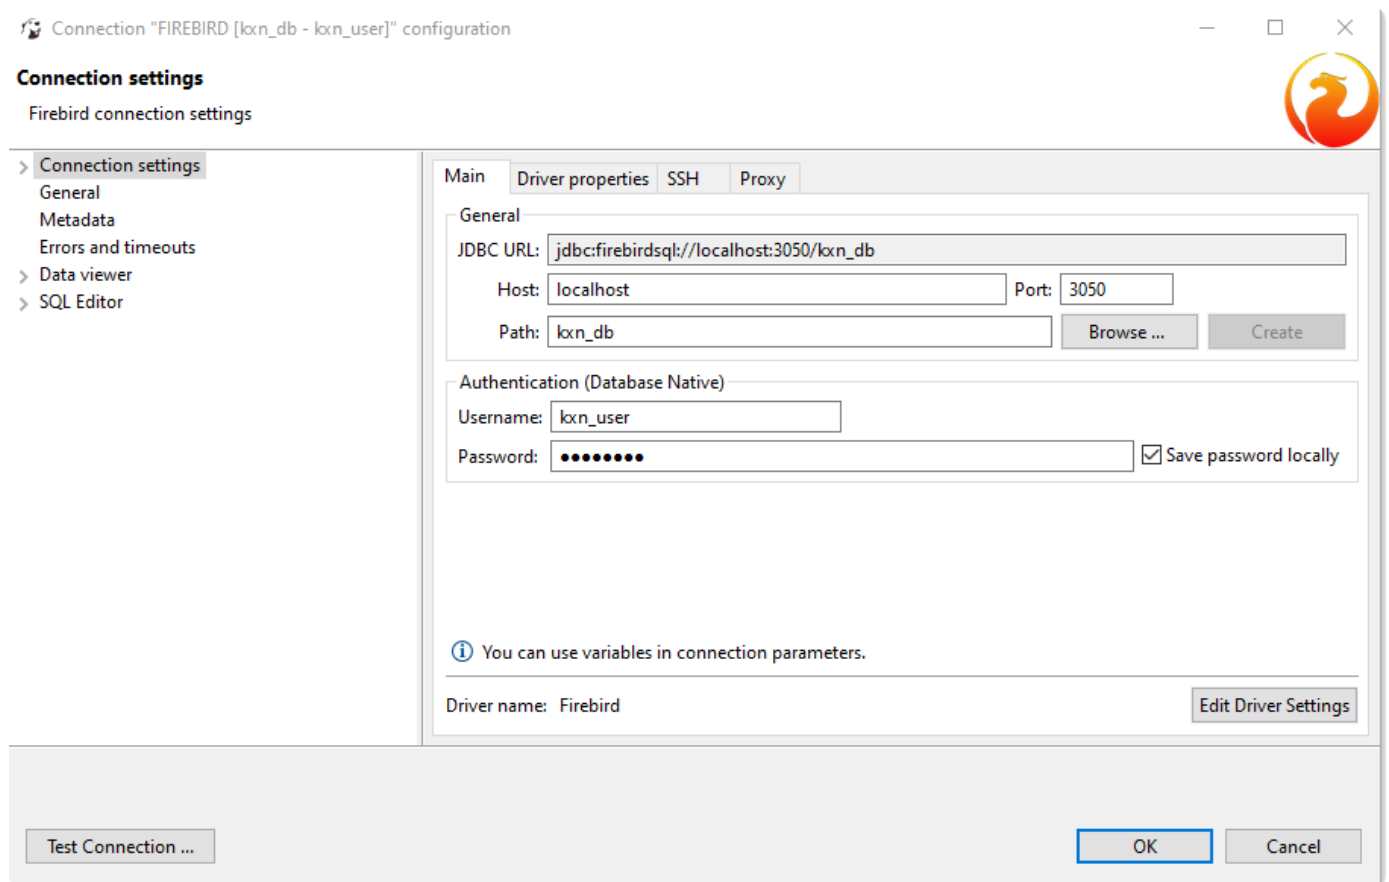 Connection "FIREBIRD [kxn_db - kxn_user]" configuration
Connection settings
Firebird connection settings
Connection settings
General
Metadata
Errors and timeouts
Data viewer
SQL Editor
Main Driver properties SSH Proxy
General
JDBC URL: jdbc:firebirdsql://localhost:3050/kxn_db
Host: localhost Port: 3050
Path: kxn_db Browse ... Create
Authentication (Database Native)
Username: kxn_user
Password: ●●●●●●●● Save password locally
You can use variables in connection parameters.
Driver name: Firebird Edit Driver Settings
Test Connection ... OK Cancel